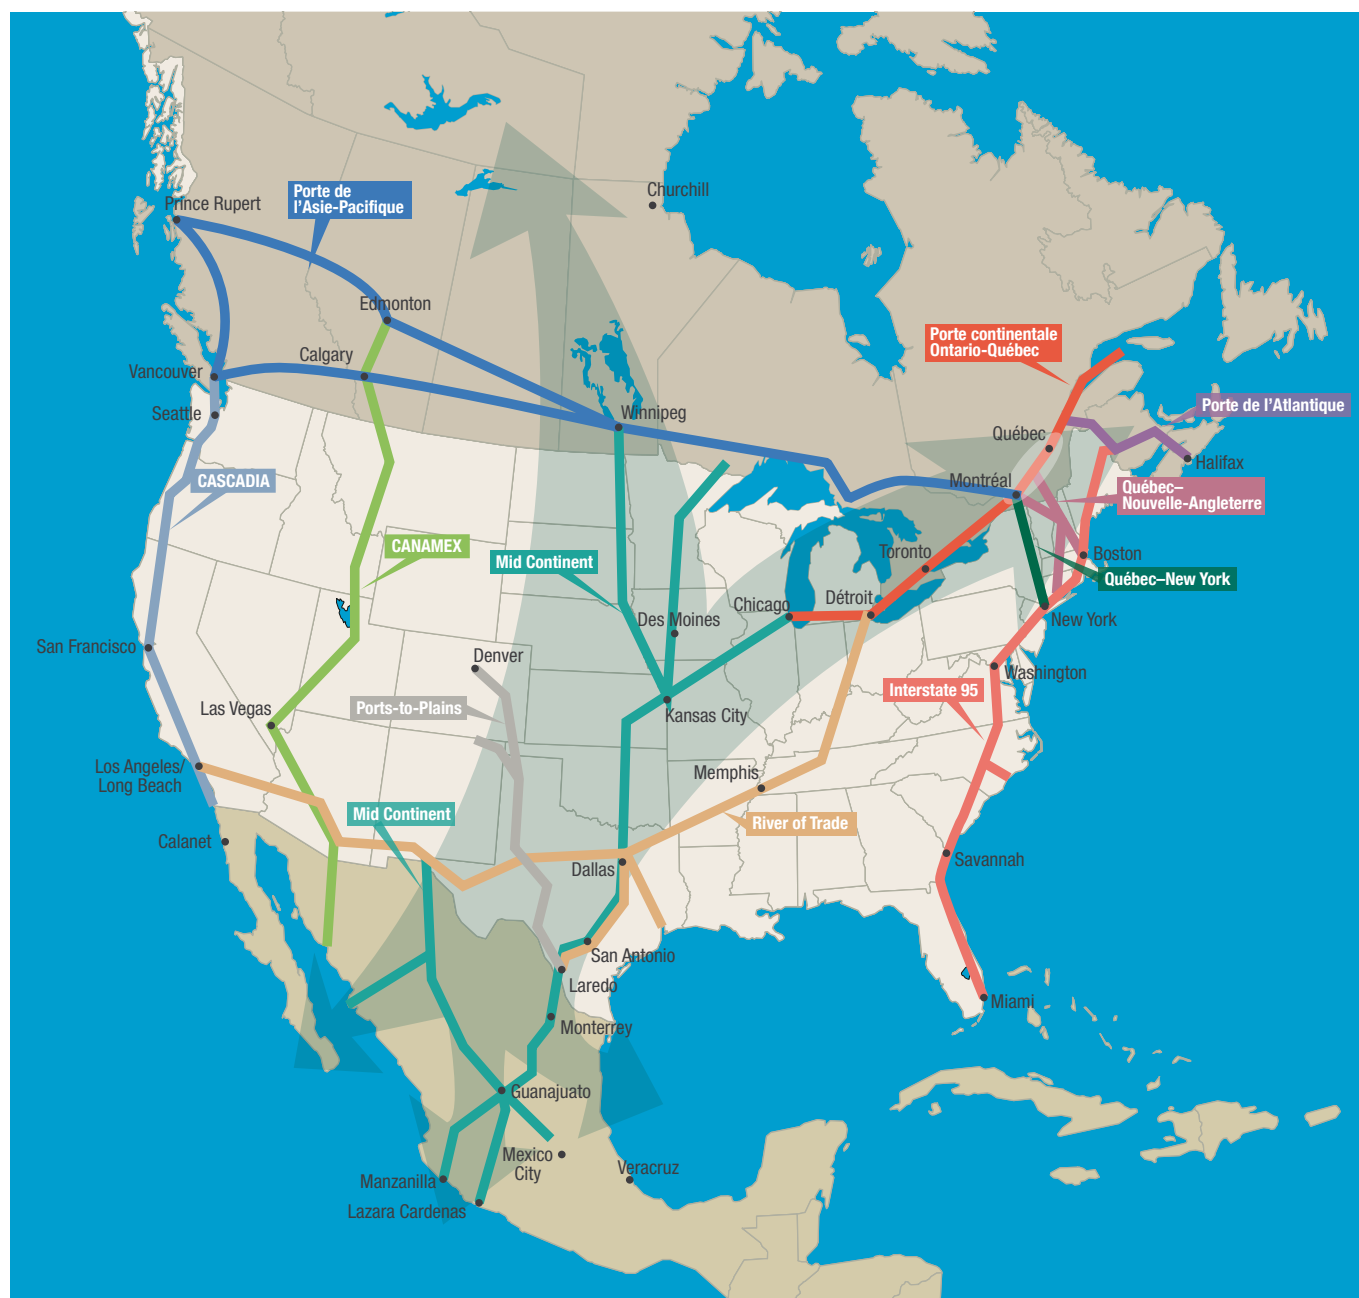 Churchill
Porte de
l'Asie-Pacifique
Prince Rupert
Edmonton
Porte continentale
Ontario-Québec
Calgary
Vancouver
Seattle
Winnipeg
Porte de l'Atlantique
Québec
Halifax
CASCADIA
Montréal
Québec–
Nouvelle-Angleterre
CANAMEX
Mid Continent
Toronto
Boston
Québec–New York
Chicago
Détroit
Des Moines
New York
San Francisco
Denver
Washington
Interstate 95
Las Vegas
Ports-to-Plains
Kansas City
Los Angeles/
Long Beach
Memphis
Mid Continent
River of Trade
Calanet
Dallas
Savannah
San Antonio
Laredo
Miami
Monterrey
Guanajuato
Mexico
City
Veracruz
Manzanilla
Lazara Cardenas